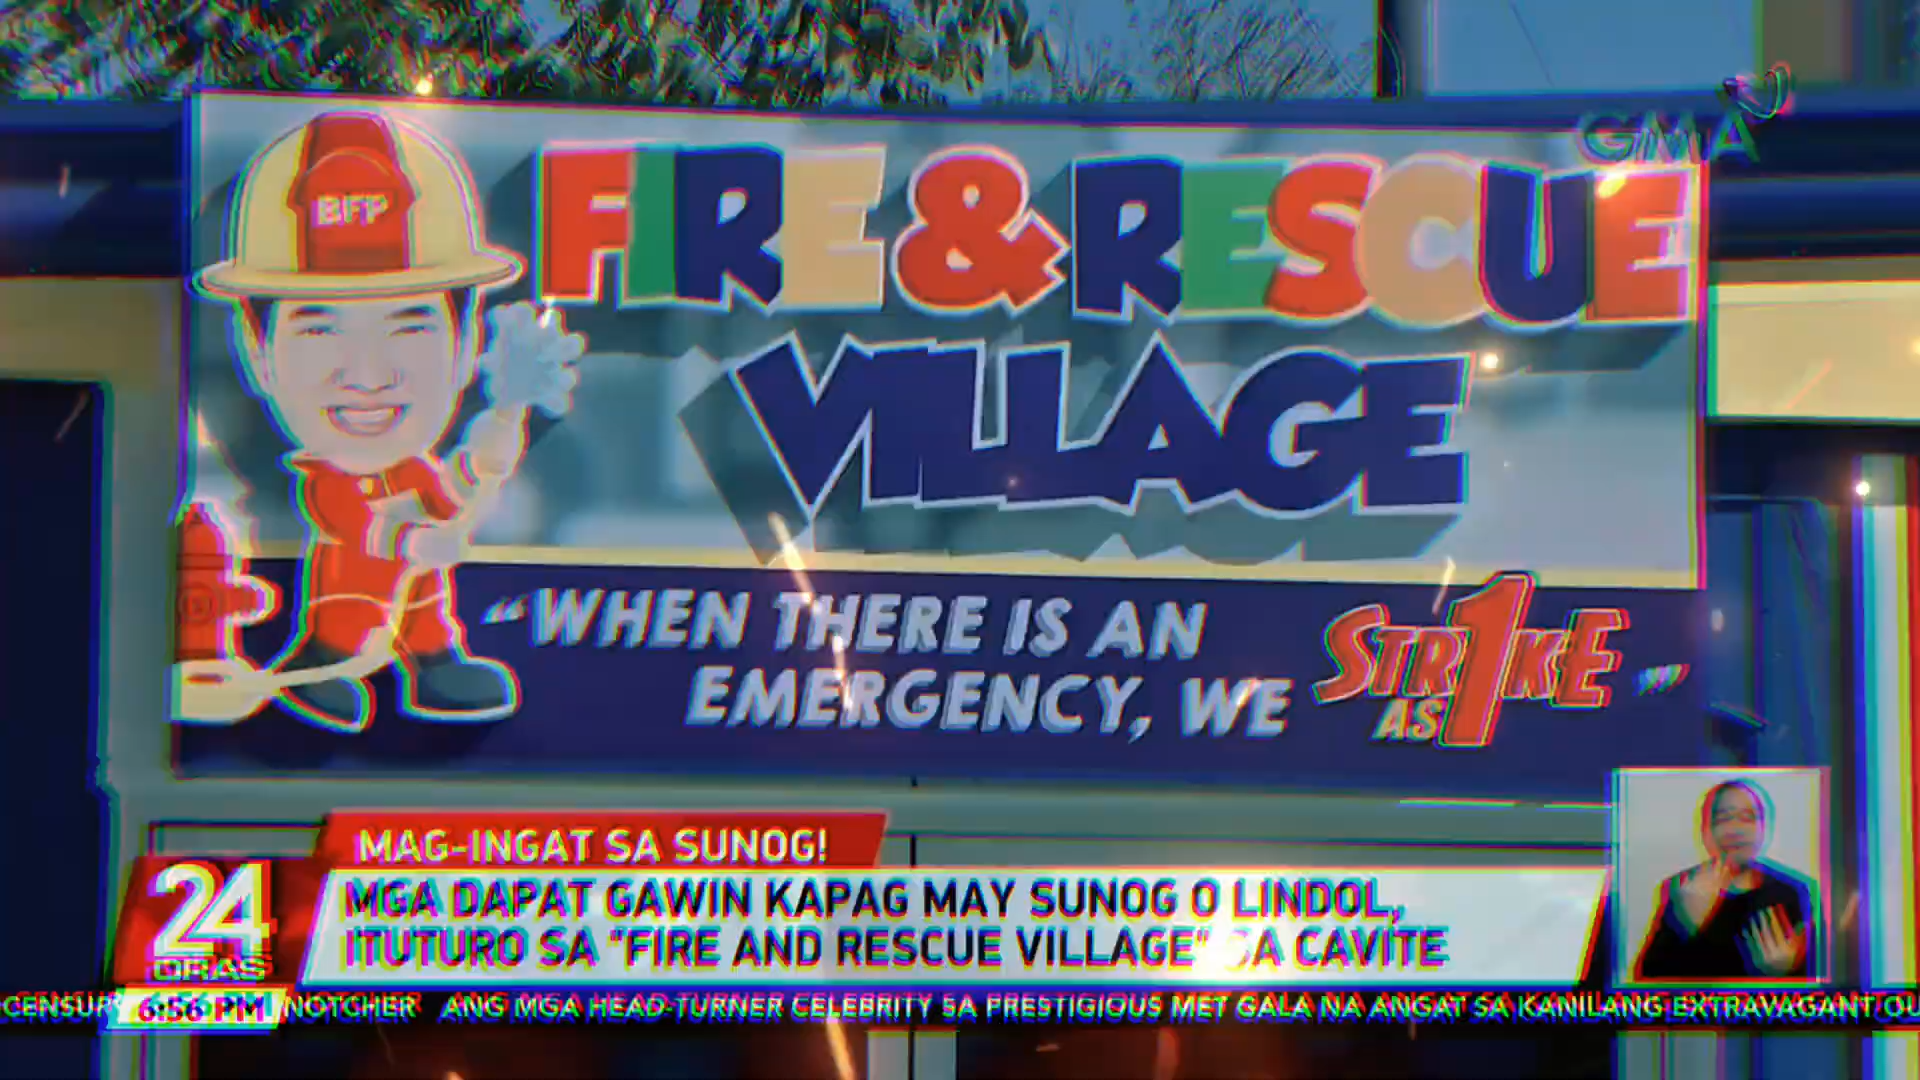 GMA
BFP
FIRE & RESCUE
VILLAGE
"WHEN THERE IS AN
EMERGENCY, WE STR1KE
AS 1"
MAG-INGAT SA SUNOG!
24
ORAS
MGA DAPAT GAWIN KAPAG MAY SUNOG O LINDOL,
ITUTURO SA "FIRE AND RESCUE VILLAGE" SA CAVITE
6:56 PM
NOTCHER ANG MGA HEAD-TURNER CELEBRITY SA PRESTIGIOUS MET GALA NA ANGAT SA KANILANG EXTRAVAGANT